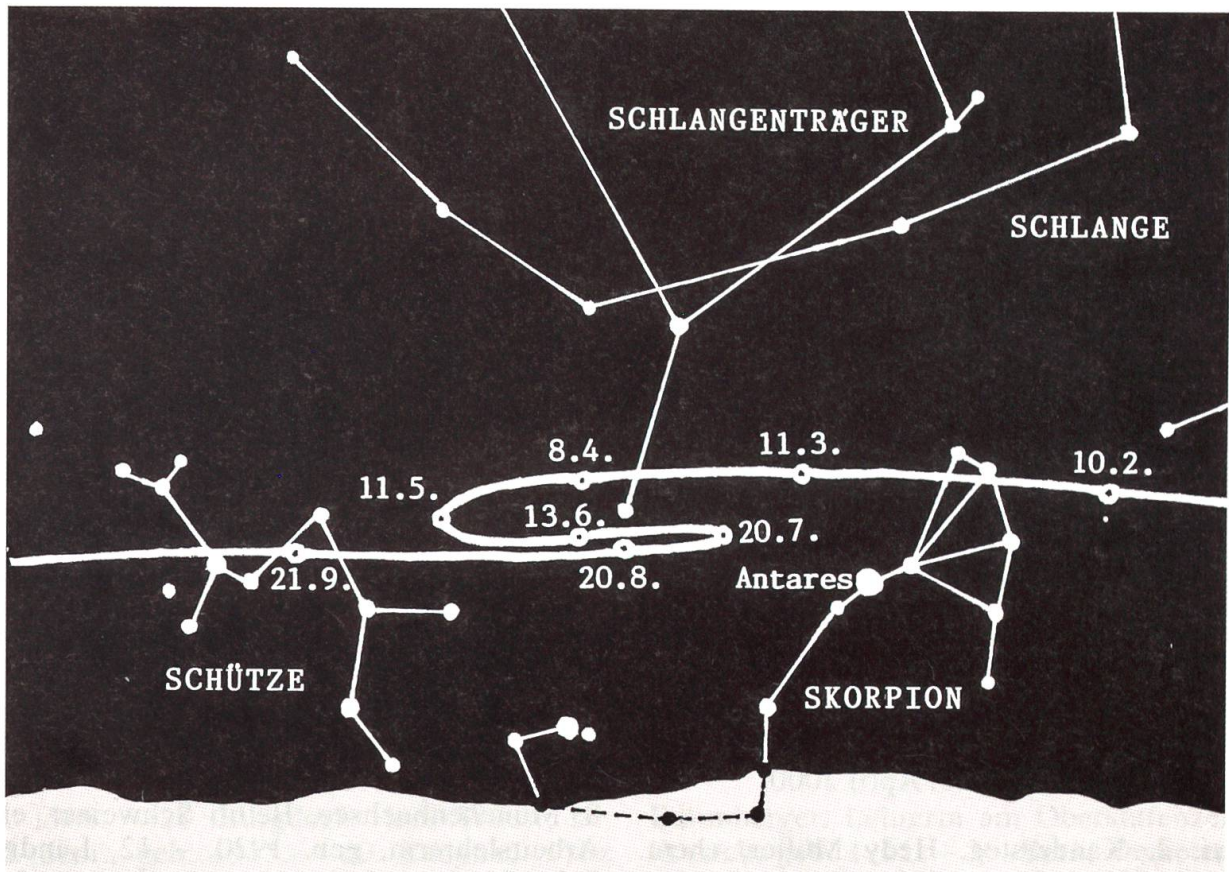 SCHLANGENTRÄGER
SCHLANGE
8.4.
11.3.
10.2.
11.5.
13.6.
20.7.
21.9.
20.8.
Antares
SCHÜTZE
SKORPION